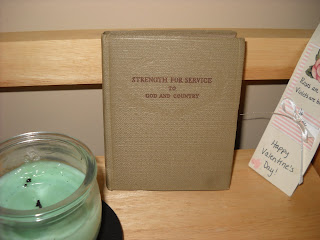 STRENGTH FOR SERVICE
TO
GOD AND COUNTRY
Happy
Valentine's
Day!